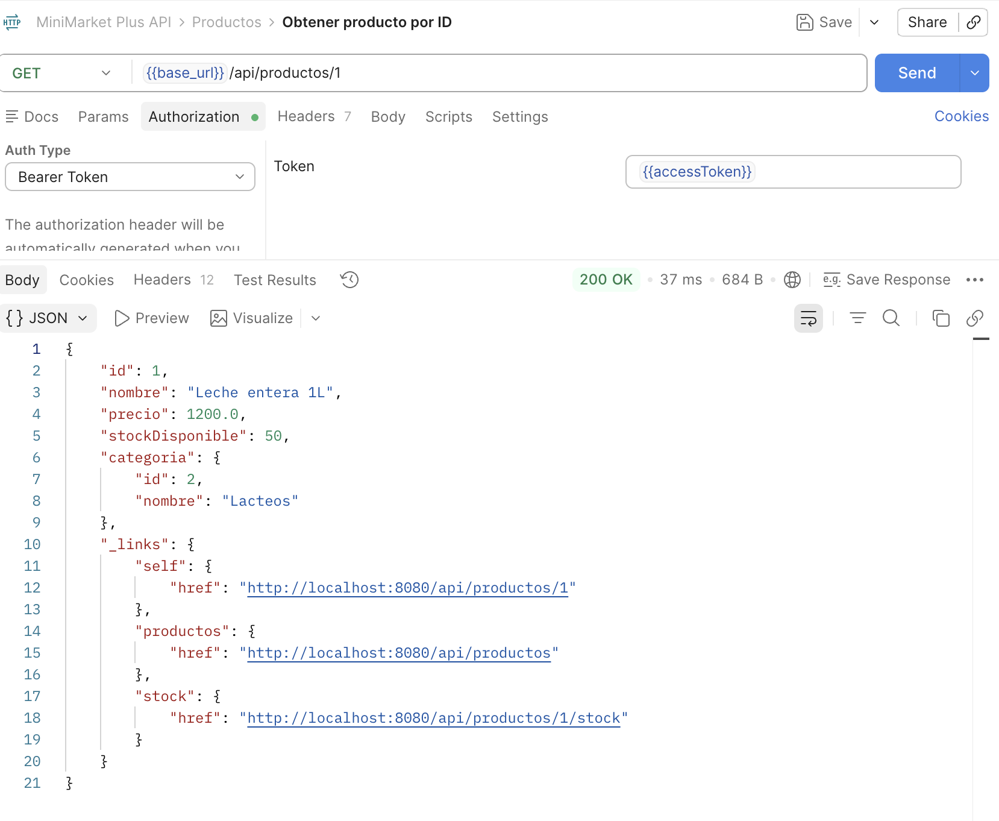 HTTP MiniMarket Plus API > Productos > Obtener producto por ID Save Share
GET {{base_url}} /api/productos/1 Send
Docs Params Authorization Headers 7 Body Scripts Settings Cookies
Auth Type
Bearer Token
Token {{accessToken}}
The authorization header will be
automatically generated when you
Body Cookies Headers 12 Test Results 200 OK • 37 ms • 684 B • e.g. Save Response •••
{ } JSON Preview Visualize
1 {
2 "id": 1,
3 "nombre": "Leche entera 1L",
4 "precio": 1200.0,
5 "stockDisponible": 50,
6 "categoria": {
7 "id": 2,
8 "nombre": "Lacteos"
9 },
10 "_links": {
11 "self": {
12 "href": "http://localhost:8080/api/productos/1"
13 },
14 "productos": {
15 "href": "http://localhost:8080/api/productos"
16 },
17 "stock": {
18 "href": "http://localhost:8080/api/productos/1/stock"
19 }
20 }
21 }